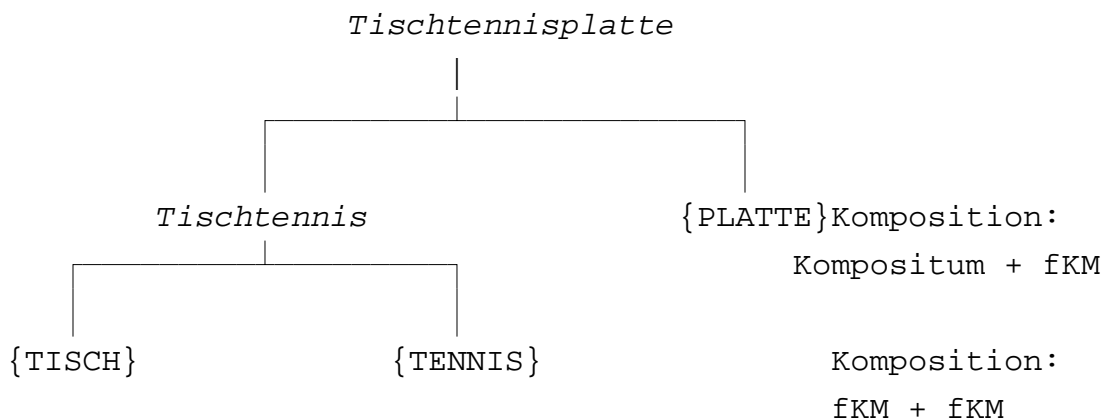 Tischtennisplatte
Tischtennis {PLATTE}Komposition:
Kompositum + fKM
{TISCH} {TENNIS} Komposition:
fKM + fKM